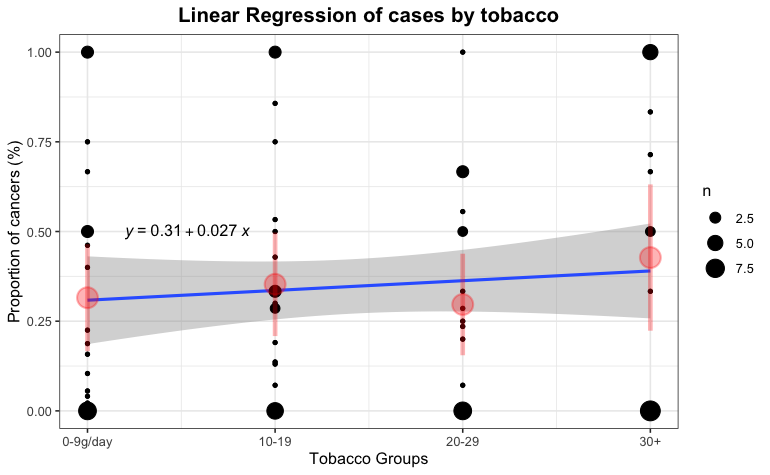 Linear Regression of cases by tobacco
Proportion of cancers (%)
1.00
0.75
0.50
0.25
0.00
y = 0.31 + 0.027 x
0-9g/day 10-19 20-29 30+
Tobacco Groups
n
2.5
5.0
7.5